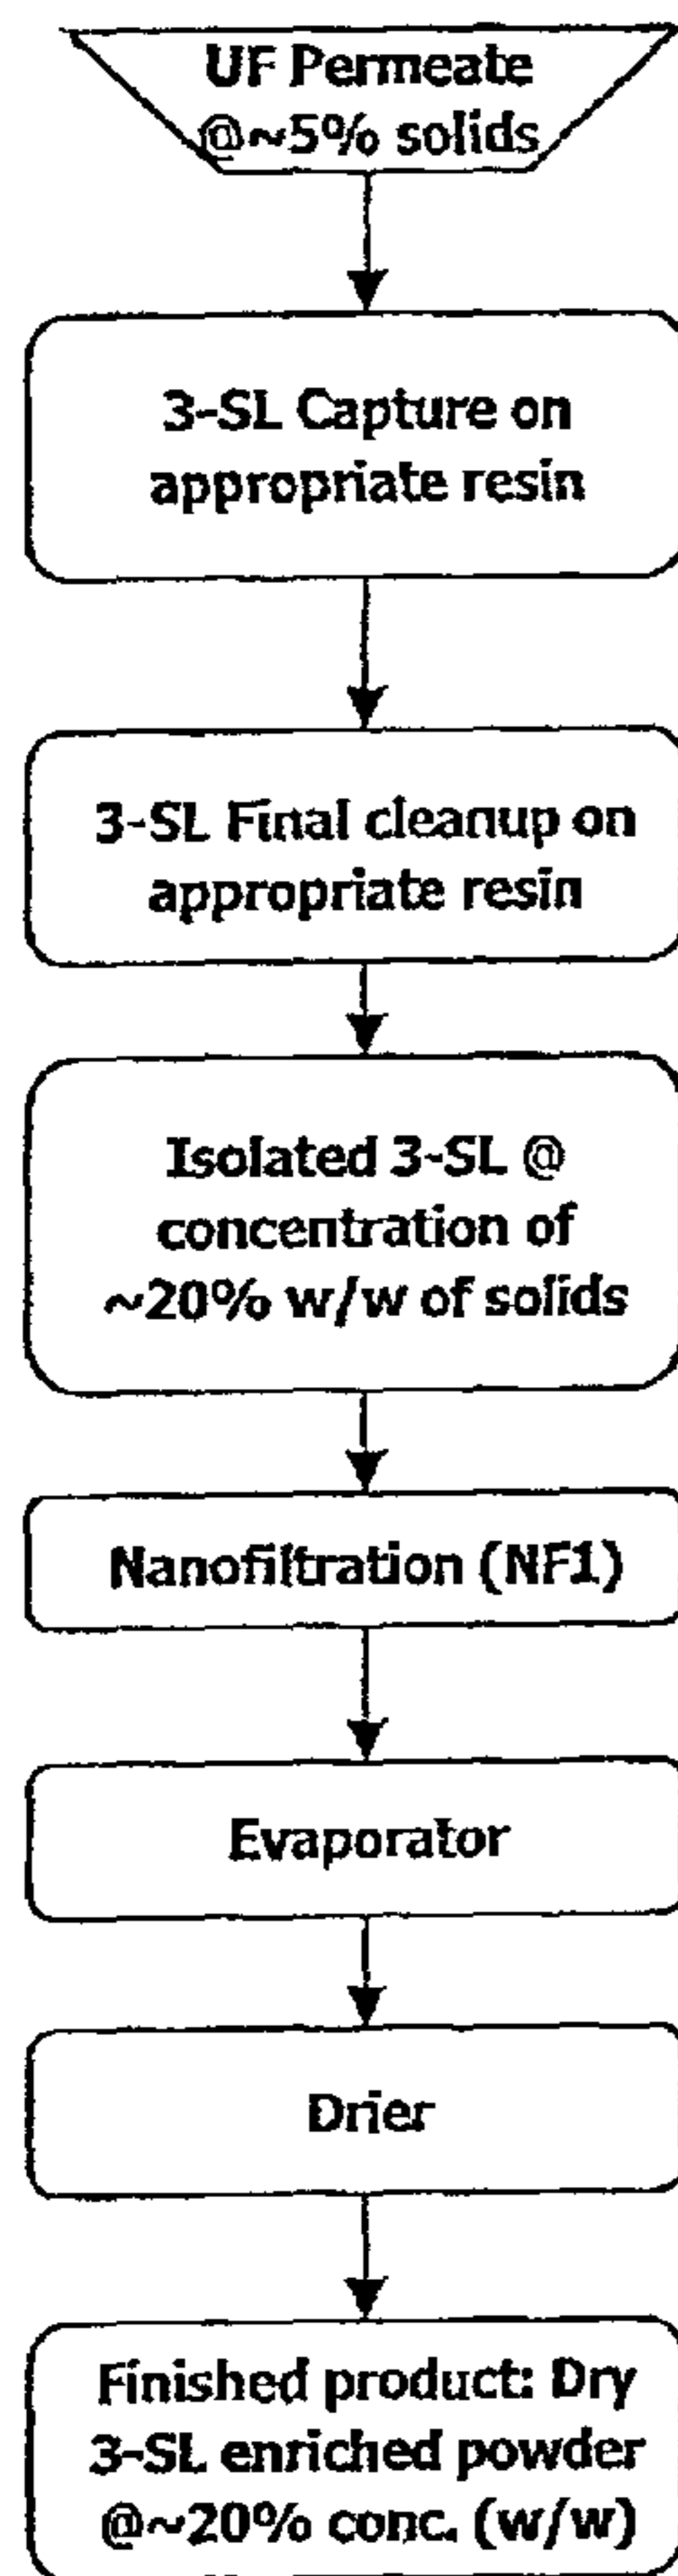 UF Permeate
@~5% solids
3-SL Capture on
appropriate resin
3-SL Final cleanup on
appropriate resin
Isolated 3-SL @
concentration of
~20% w/w of solids
Nanofiltration (NF1)
Evaporator
Drier
Finished product: Dry
3-SL enriched powder
@~20% conc. (w/w)